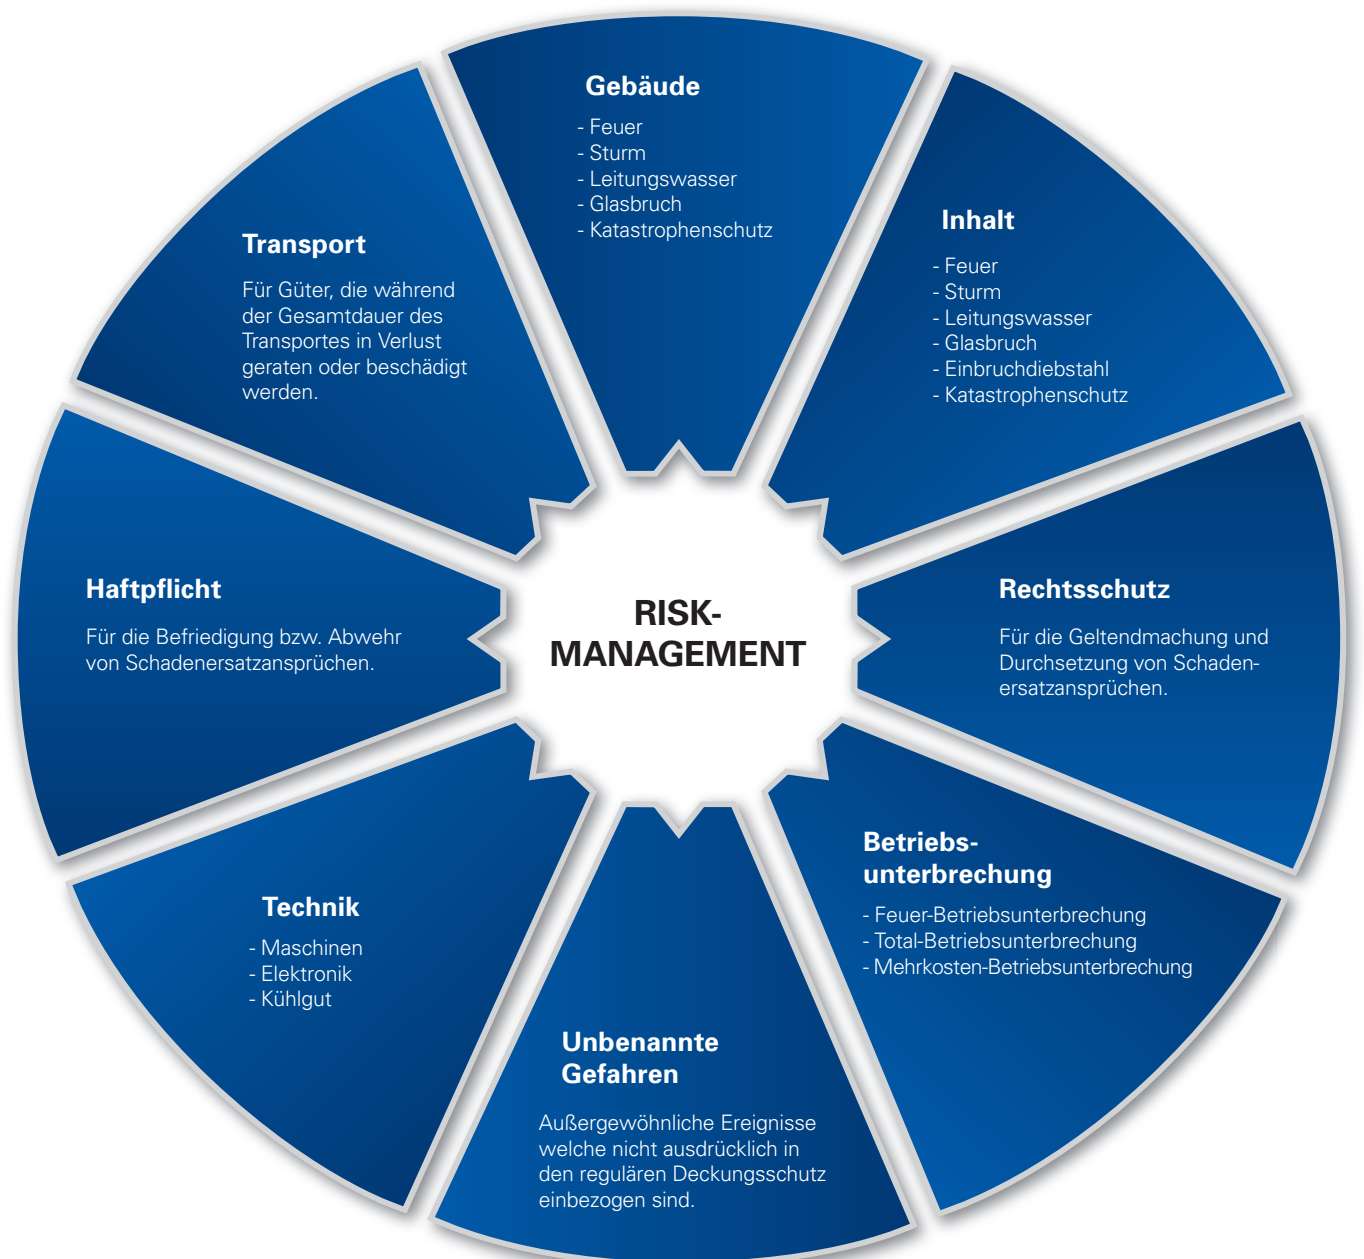 Gebäude
- Feuer
- Sturm
- Leitungswasser
- Glasbruch
- Katastrophenschutz
Inhalt
- Feuer
- Sturm
- Leitungswasser
- Glasbruch
- Einbruchdiebstahl
- Katastrophenschutz
Rechtsschutz
Für die Geltendmachung und
Durchsetzung von Schaden-
ersatzansprüchen.
Betriebs-
unterbrechung
- Feuer-Betriebsunterbrechung
- Total-Betriebsunterbrechung
- Mehrkosten-Betriebsunterbrechung
Unbenannte
Gefahren
Außergewöhnliche Ereignisse
welche nicht ausdrücklich in
den regulären Deckungsschutz
einbezogen sind.
Technik
- Maschinen
- Elektronik
- Kühlgut
Haftpflicht
Für die Befriedigung bzw. Abwehr
von Schadenersatzansprüchen.
Transport
Für Güter, die während
der Gesamtdauer des
Transportes in Verlust
geraten oder beschädigt
werden.
RISK-
MANAGEMENT